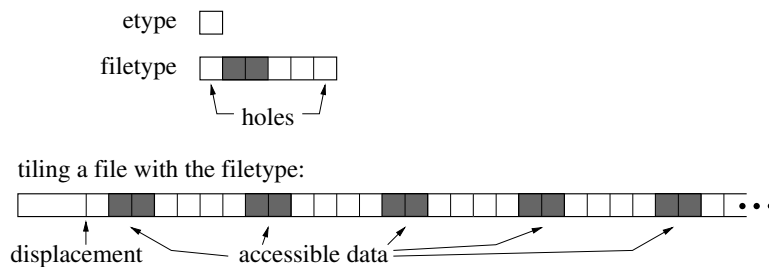 etype
filetype
holes
tiling a file with the filetype:
displacement accessible data